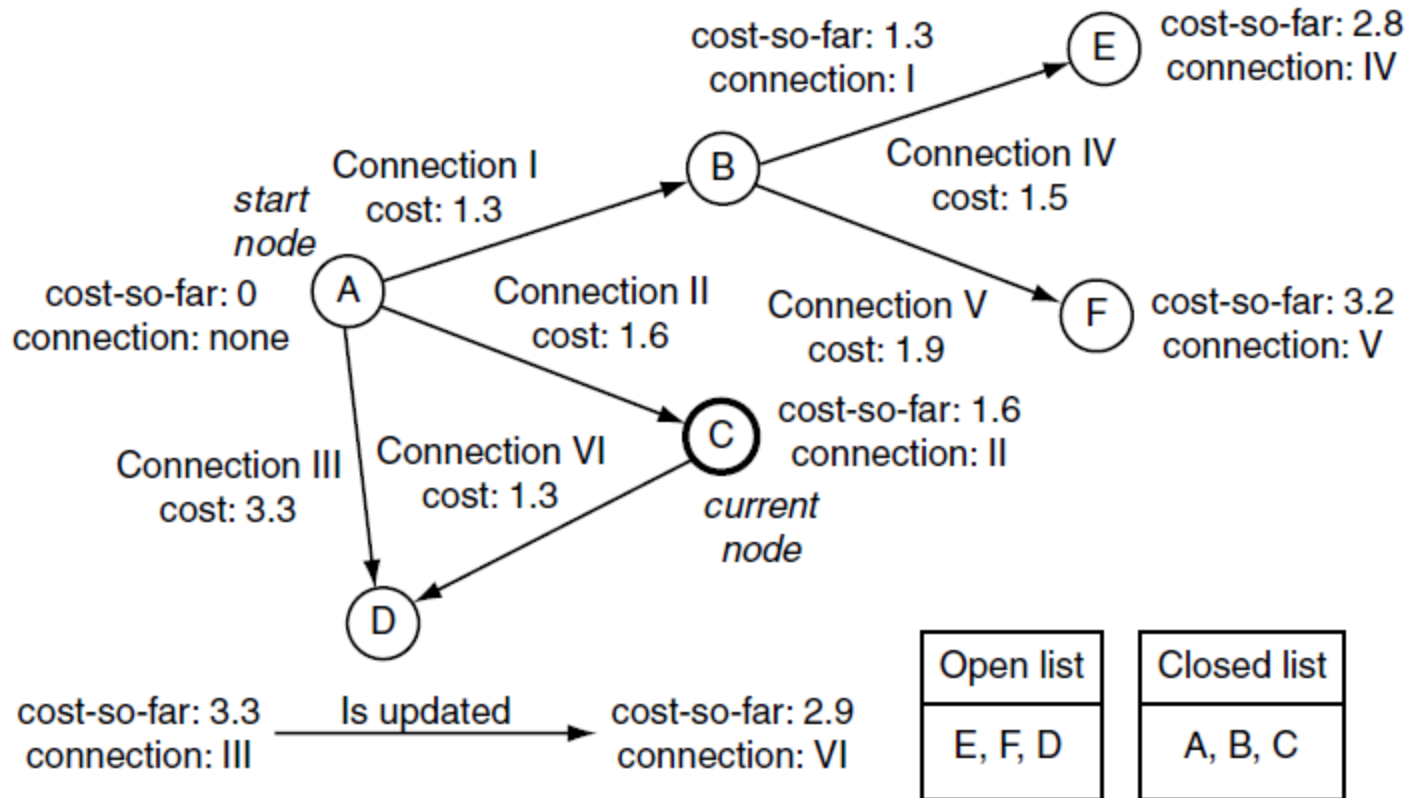 cost-so-far: 1.3
connection: I
E
cost-so-far: 2.8
connection: IV
Connection I
cost: 1.3
B
Connection IV
cost: 1.5
start
node
A
cost-so-far: 0
connection: none
Connection II
cost: 1.6
Connection V
cost: 1.9
F
cost-so-far: 3.2
connection: V
C
cost-so-far: 1.6
connection: II
current
node
Connection III
cost: 3.3
Connection VI
cost: 1.3
D
cost-so-far: 3.3
connection: III
Is updated
cost-so-far: 2.9
connection: VI
Open list
E, F, D
Closed list
A, B, C